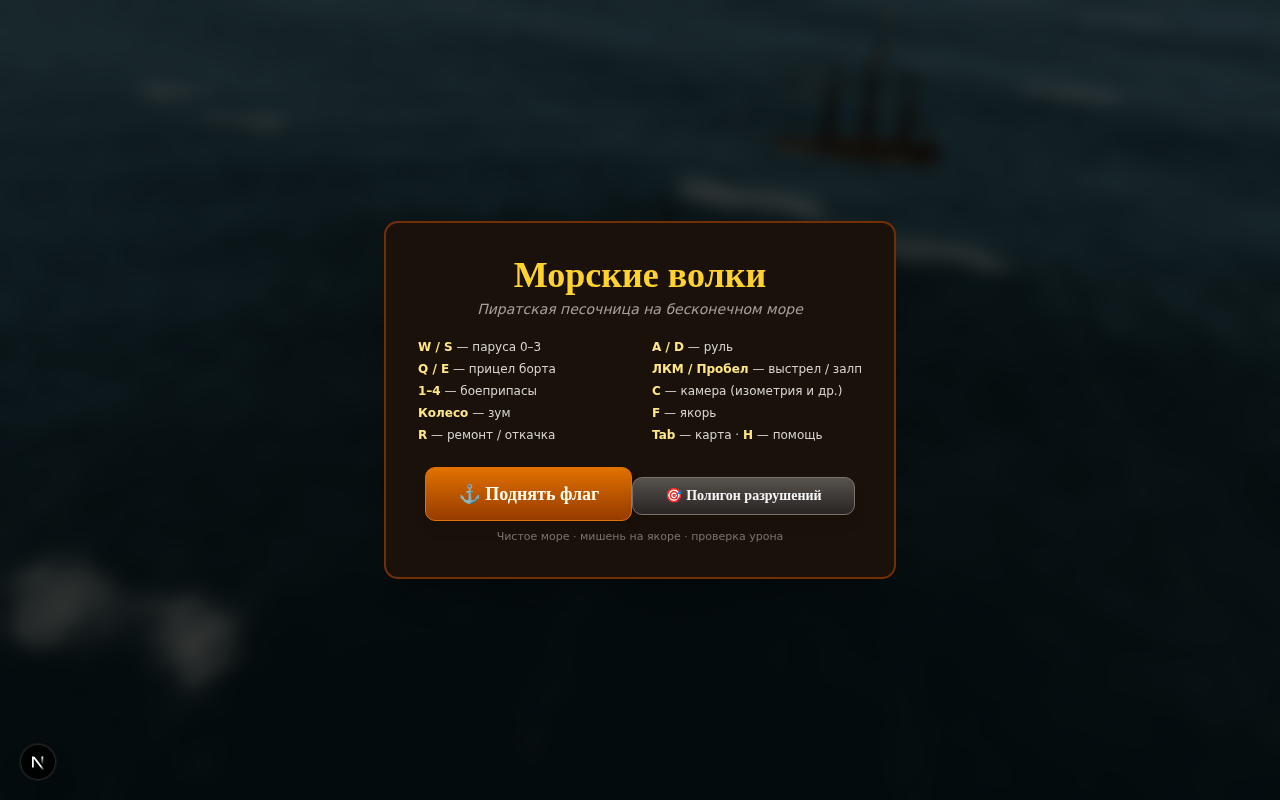 Морские волки
Пиратская песочница на бесконечном море
W / S — паруса 0–3
A / D — руль
Q / E — прицел борта
ЛКМ / Пробел — выстрел / залп
1–4 — боеприпасы
C — камера (изометрия и др.)
Колесо — зум
F — якорь
R — ремонт / откачка
Tab — карта · H — помощь
⚓ Поднять флаг
🎯 Полигон разрушений
Чистое море · мишень на якоре · проверка урона
N